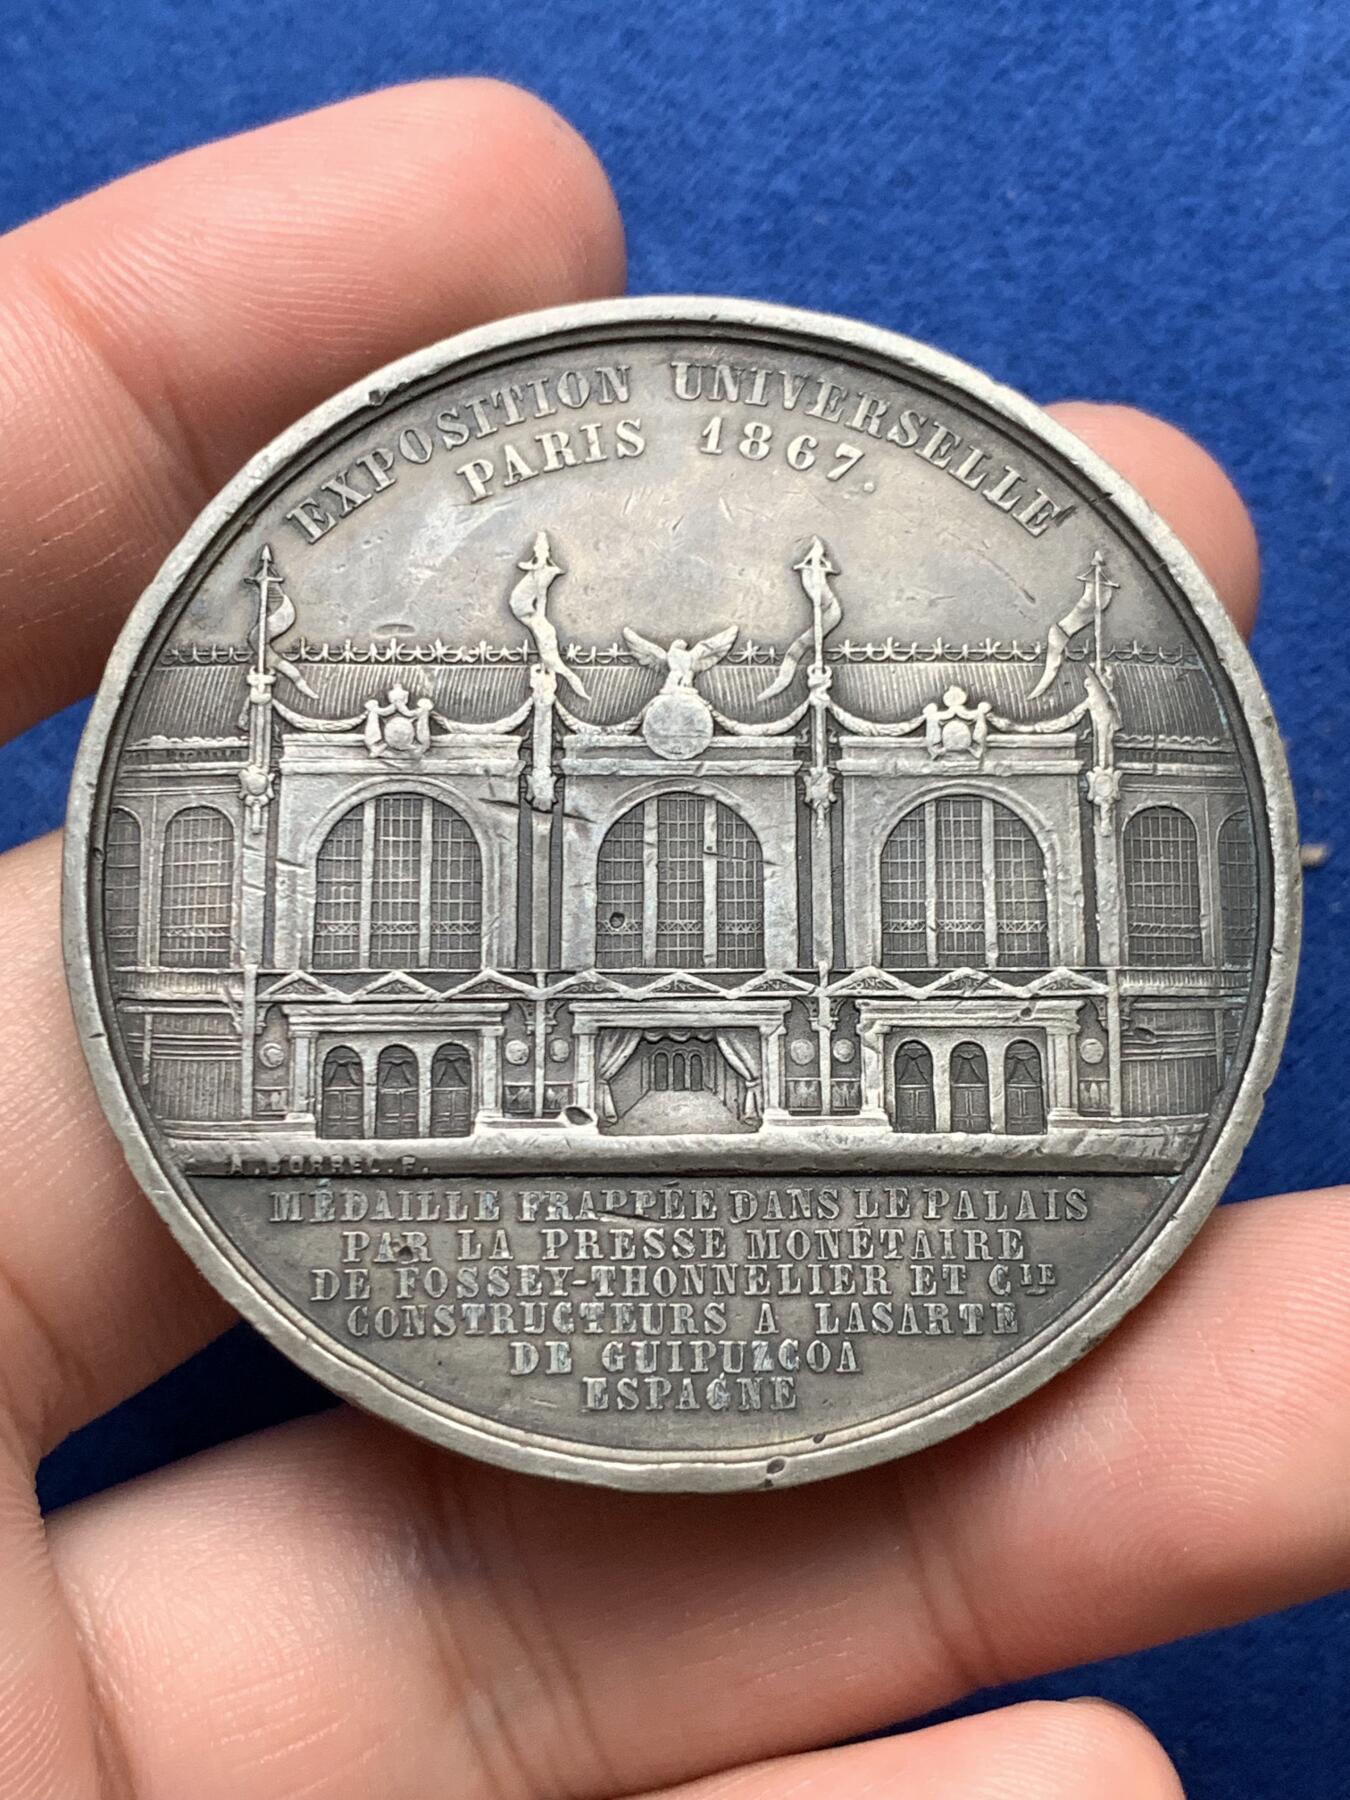 EXPOSITION UNIVERSELLE
PARIS 1867.
A. BORREL. F.
MÉDAILLE FRAPPÉE DANS LE PALAIS
PAR LA PRESSE MONÉTAIRE
DE FOSSEY-THONNELIER ET CIE
CONSTRUCTEURS A LASARTE
DE GUIPUZCOA
ESPAGNE